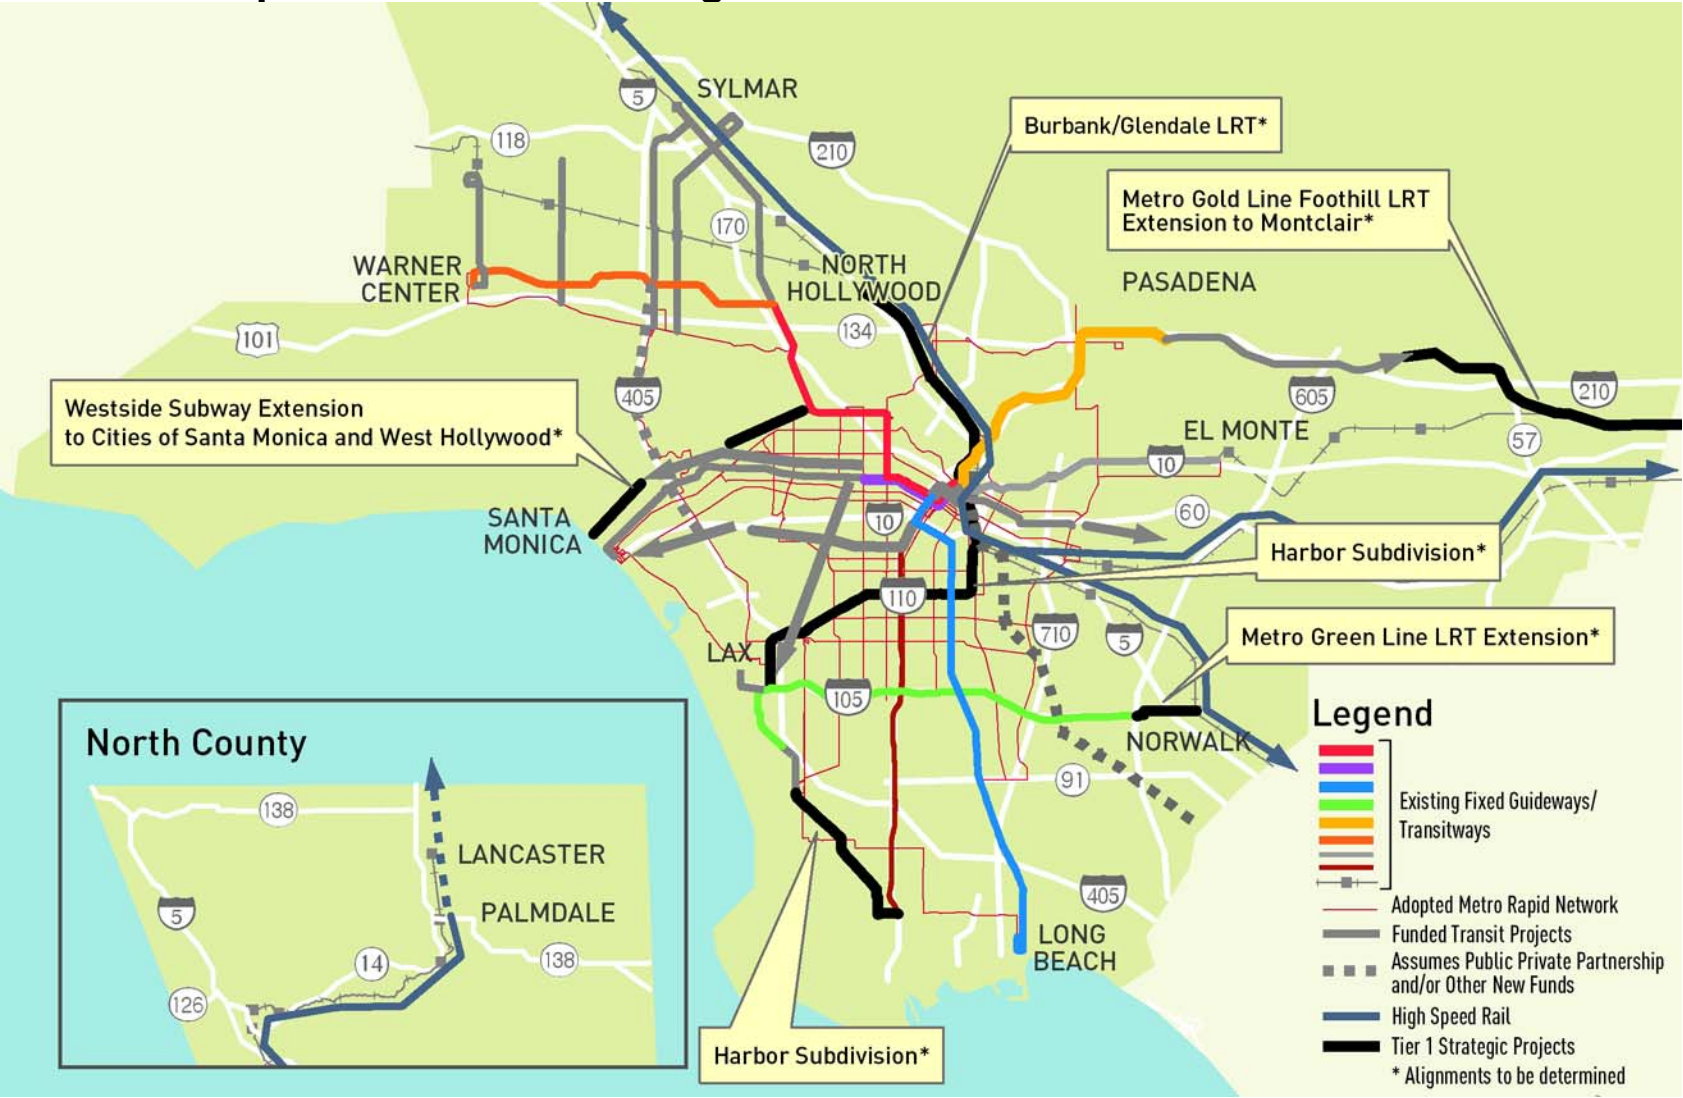 SYLMAR
5
118
210
Burbank/Glendale LRT*
Metro Gold Line Foothill LRT
Extension to Montclair*
170
WARNER
CENTER
NORTH
HOLLYWOOD
PASADENA
101
134
405
605
210
Westside Subway Extension
to Cities of Santa Monica and West Hollywood*
EL MONTE
57
10
SANTA
MONICA
10
60
Harbor Subdivision*
110
710
5
Metro Green Line LRT Extension*
LAX
105
NORWALK
91
405
LONG
BEACH
Harbor Subdivision*
North County
138
LANCASTER
5
PALMDALE
14
138
126
Legend
Existing Fixed Guideways/
Transitways
Adopted Metro Rapid Network
Funded Transit Projects
Assumes Public Private Partnership
and/or Other New Funds
High Speed Rail
Tier 1 Strategic Projects
* Alignments to be determined